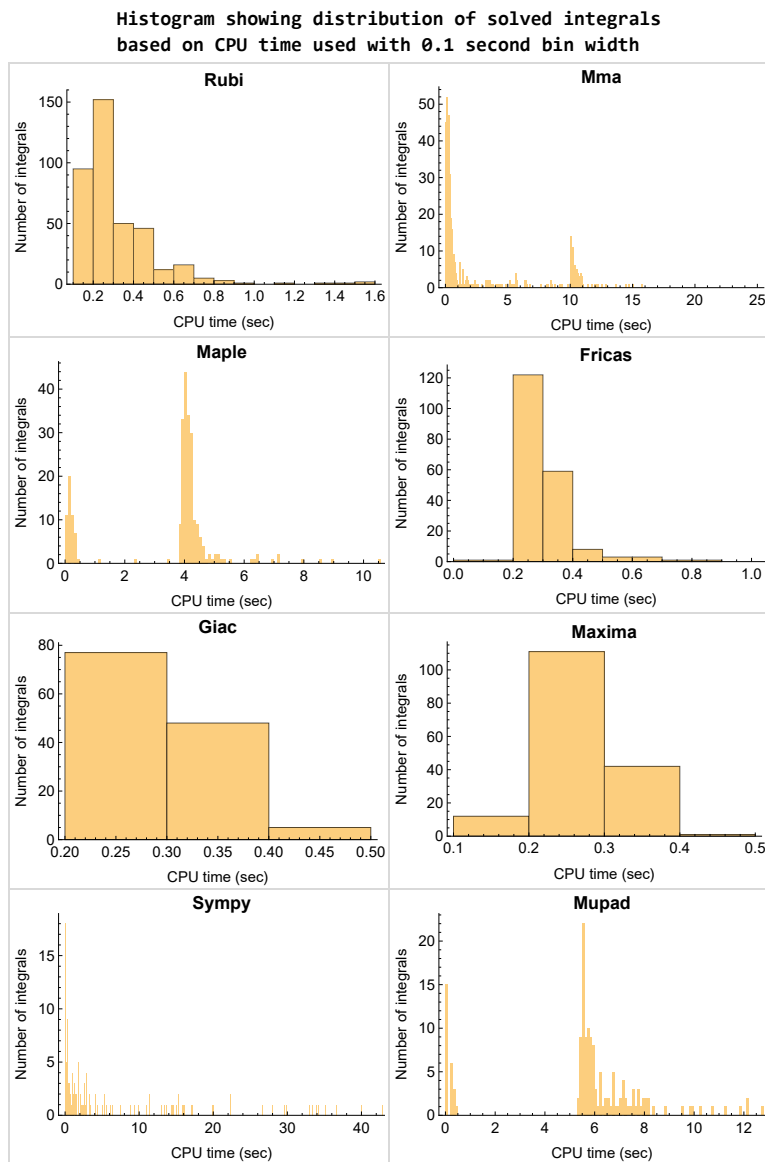 Histogram showing distribution of solved integrals
based on CPU time used with 0.1 second bin width
Rubi
Number of integrals
150
100
50
0
0.2 0.4 0.6 0.8 1.0 1.2 1.4 1.6
CPU time (sec)
Mma
Number of integrals
50
40
30
20
10
0
0 5 10 15 20 25
CPU time (sec)
Maple
Number of integrals
40
30
20
10
0
0 2 4 6 8 10
CPU time (sec)
Fricas
Number of integrals
120
100
80
60
40
20
0
0.0 0.2 0.4 0.6 0.8 1.0
CPU time (sec)
Giac
Number of integrals
80
60
40
20
0
0.20 0.25 0.30 0.35 0.40 0.45 0.50
CPU time (sec)
Maxima
Number of integrals
100
80
60
40
20
0
0.1 0.2 0.3 0.4 0.5
CPU time (sec)
Sympy
Number of integrals
15
10
5
0
0 10 20 30 40
CPU time (sec)
Mupad
Number of integrals
20
15
10
5
0
0 2 4 6 8 10 12
CPU time (sec)